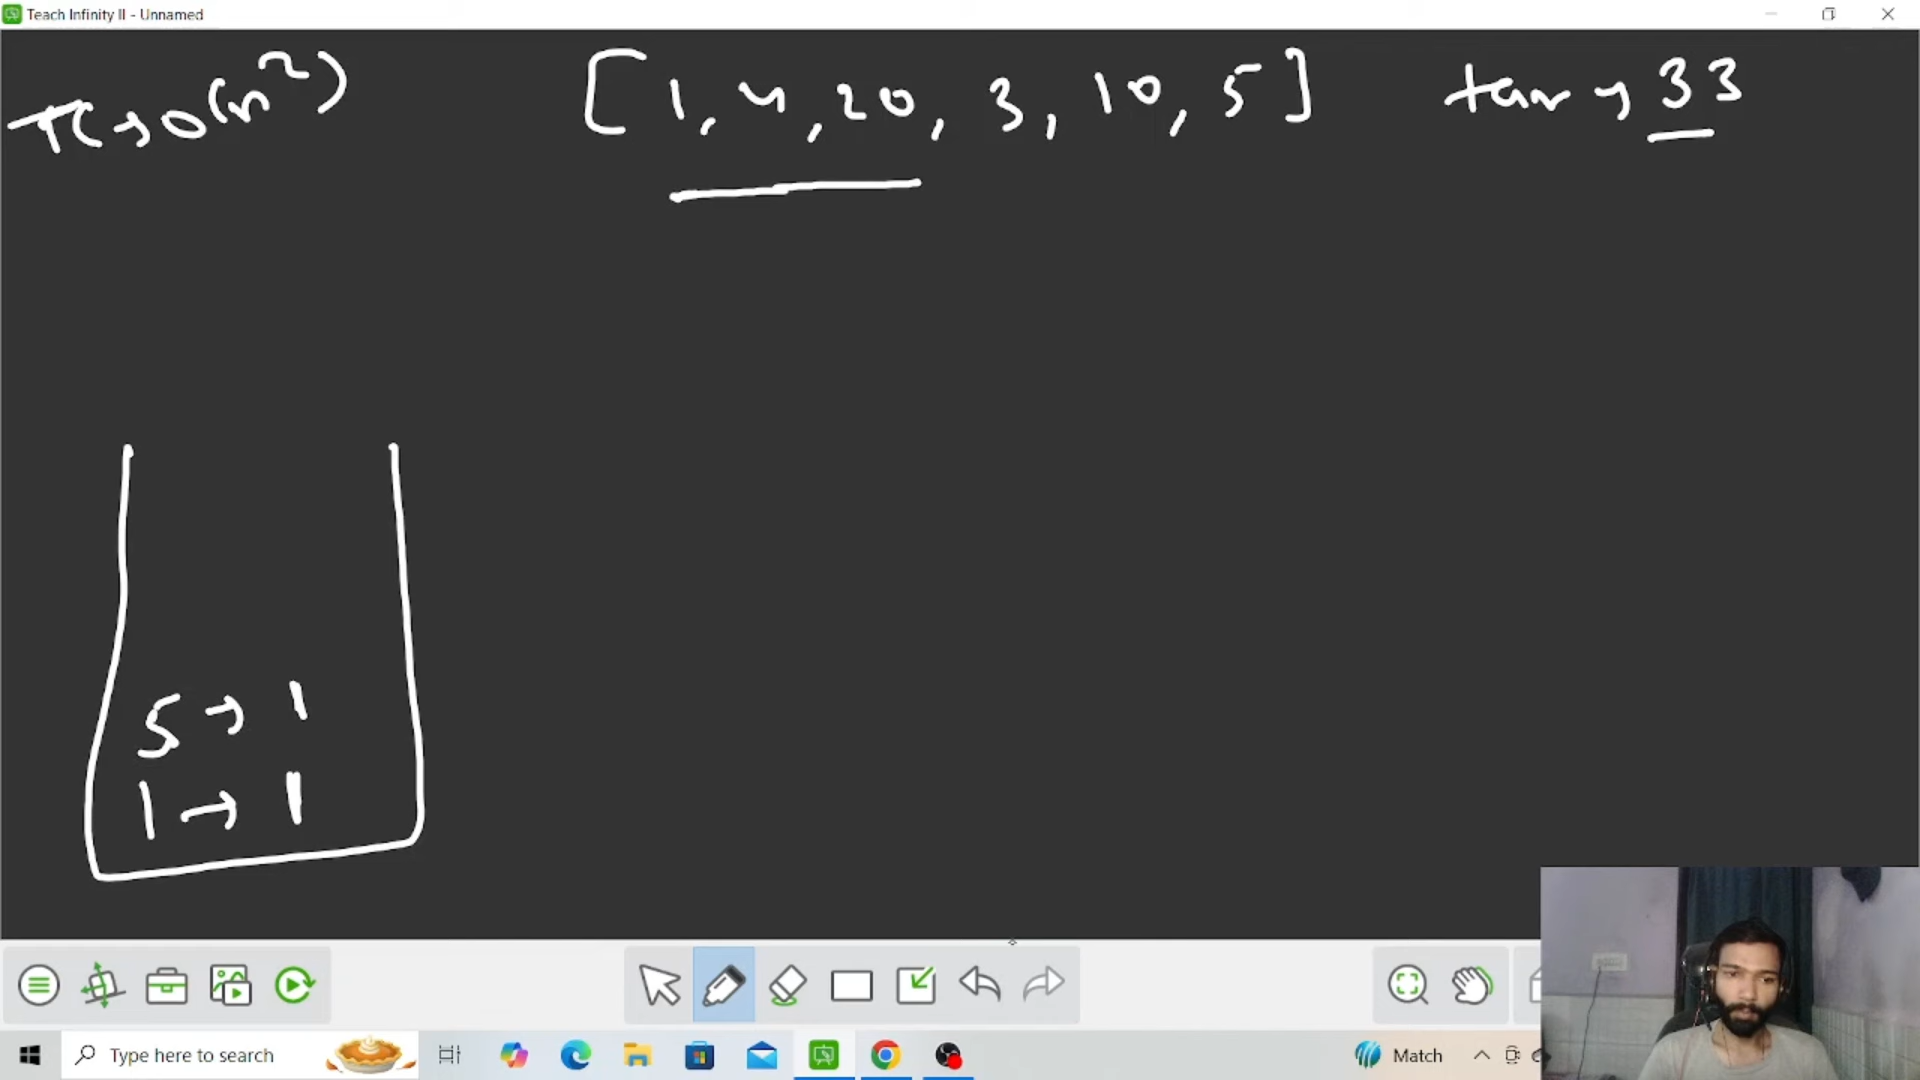 Teach Infinity II - Unnamed
TC → O(n²) [1, 4, 20, 3, 10, 5] tar → 33
5 → 1
1 → 1
Type here to search
Match